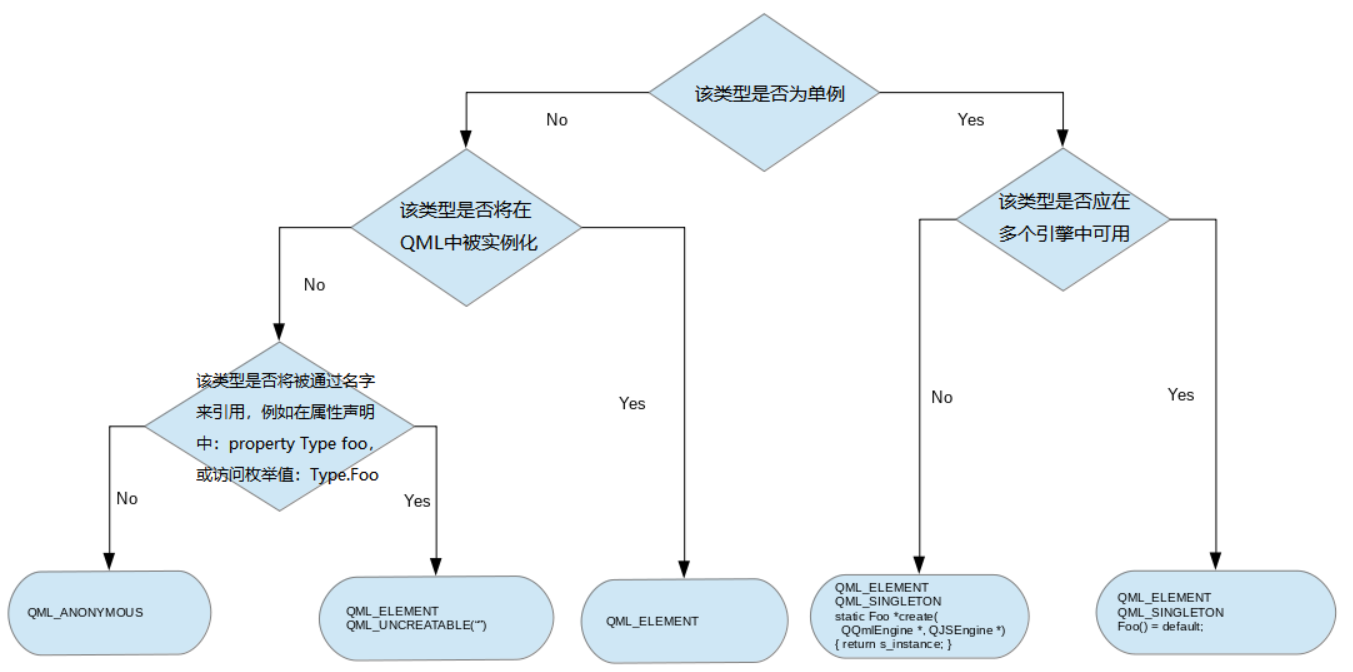 该类型是否为单例
No
Yes
该类型是否将在
QML中被实例化
该类型是否应在
多个引擎中可用
No
Yes
No
Yes
该类型是否将被通过名字
来引用，例如在属性声明
中：property Type foo，
或访问枚举值：Type.Foo
No
Yes
QML_ANONYMOUS
QML_ELEMENT
QML_UNCREATABLE("")
QML_ELEMENT
QML_ELEMENT
QML_SINGLETON
static Foo *create(
QQmlEngine *, QJSEngine *)
{ return s_instance; }
QML_ELEMENT
QML_SINGLETON
Foo() = default;